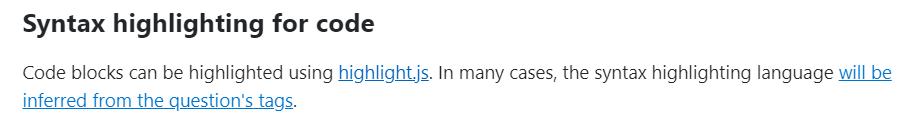 Syntax highlighting for code
Code blocks can be highlighted using highlight.js. In many cases, the syntax highlighting language will be
inferred from the question's tags.